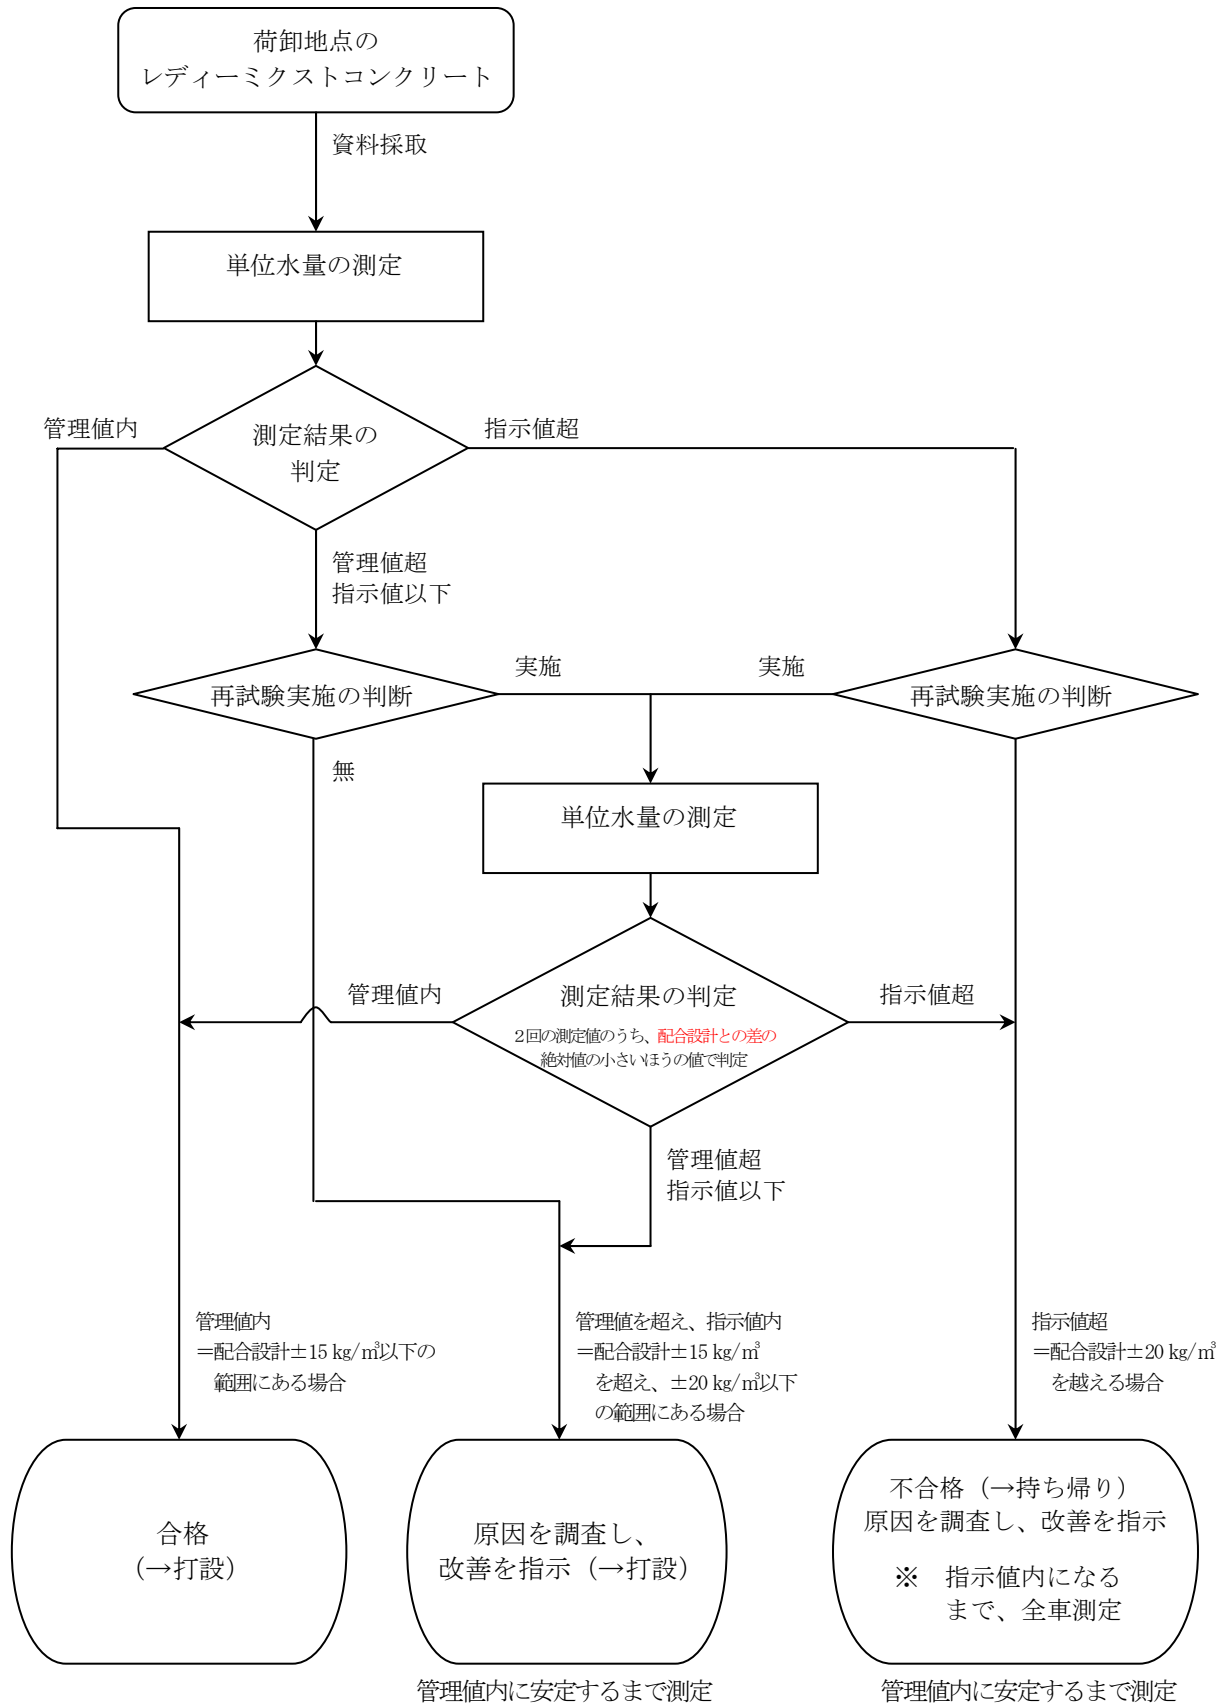 荷卸地点の
レディーミクストコンクリート
資料採取
単位水量の測定
管理値内
測定結果の
判定
指示値超
管理値超
指示値以下
再試験実施の判断
実施
実施
再試験実施の判断
無
単位水量の測定
管理値内
測定結果の判定
2回の測定値のうち、配合設計との差の
絶対値の小さいほうの値で判定
指示値超
管理値超
指示値以下
管理値内
＝配合設計±15 kg/㎥以下の
範囲にある場合
管理値を超え、指示値内
＝配合設計±15 kg/㎥
を超え、±20 kg/㎥以下
の範囲にある場合
指示値超
＝配合設計±20 kg/㎥
を越える場合
合格
（→打設）
原因を調査し、
改善を指示（→打設）
不合格（→持ち帰り）
原因を調査し、改善を指示
※　指示値内になる
まで、全車測定
管理値内に安定するまで測定
管理値内に安定するまで測定